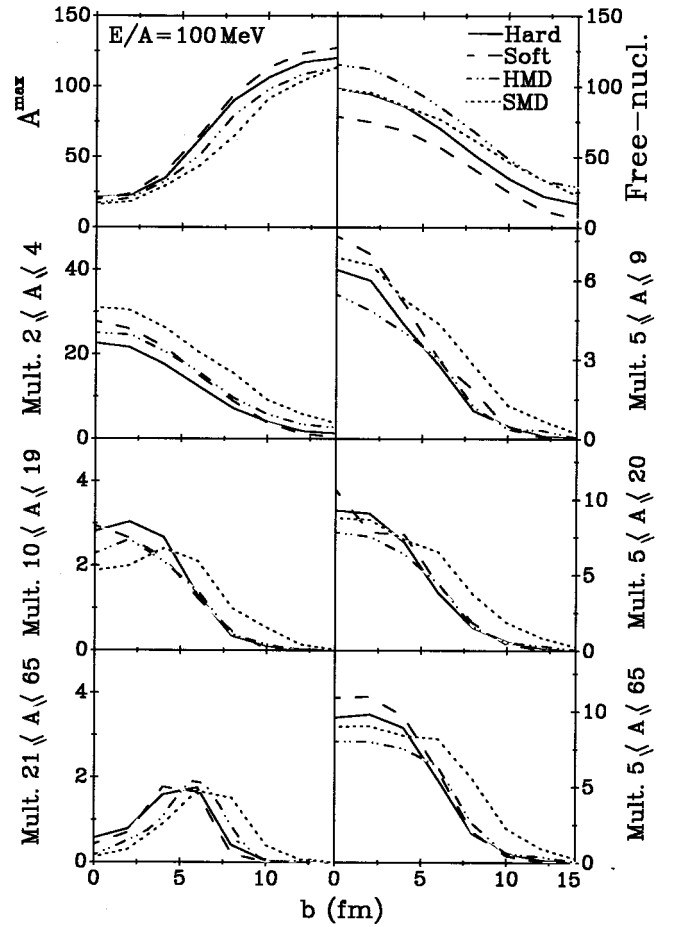 150
E/A=100 MeV
100
50
0
A^max
Hard
Soft
HMD
SMD
150
100
50
0
Free-nucl.
40
20
0
Mult. 2 ⩽ A ⩽ 4
6
3
0
Mult. 5 ⩽ A ⩽ 9
4
2
0
Mult. 10 ⩽ A ⩽ 19
10
5
0
Mult. 5 ⩽ A ⩽ 20
4
2
0
Mult. 21 ⩽ A ⩽ 65
10
5
0
Mult. 5 ⩽ A ⩽ 65
0 5 10 0 5 10 15
b (fm)